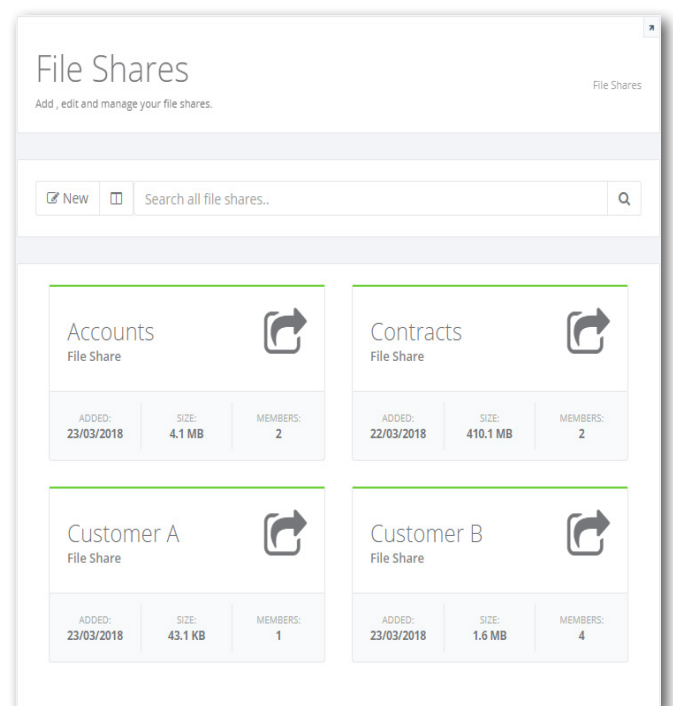 File Shares
Add , edit and manage your file shares.
File Shares
New
Search all file shares..
Accounts
File Share
ADDED: SIZE: MEMBERS:
23/03/2018 4.1 MB 2
Contracts
File Share
ADDED: SIZE: MEMBERS:
22/03/2018 410.1 MB 2
Customer A
File Share
ADDED: SIZE: MEMBERS:
23/03/2018 43.1 KB 1
Customer B
File Share
ADDED: SIZE: MEMBERS:
23/03/2018 1.6 MB 4